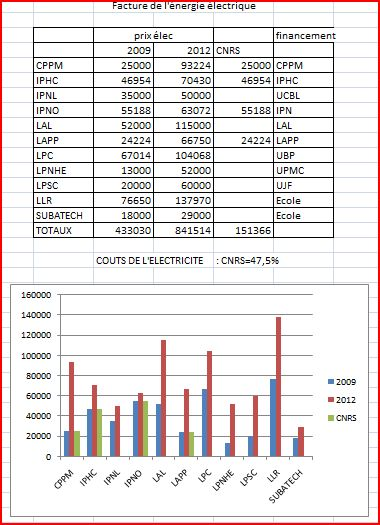 Facture de l'énergie électrique
prix élec financement
2009 2012 CNRS
CPPM 25000 93224 25000 CPPM
IPHC 46954 70430 46954 IPHC
IPNL 35000 50000 UCBL
IPNO 55188 63072 55188 IPN
LAL 52000 115000 LAL
LAPP 24224 66750 24224 LAPP
LPC 67014 104068 UBP
LPNHE 13000 52000 UPMC
LPSC 20000 60000 UJF
LLR 76650 137970 Ecole
SUBATECH 18000 29000 Ecole
TOTAUX 433030 841514 151366
COUTS DE L'ELECTRICITE : CNRS=47,5%
160000
140000
120000
100000
80000
60000
40000
20000
0
2009
2012
CNRS
CPPM IPHC IPNL IPNO LAL LAPP LPC LPNHE LPSC LLR SUBATECH